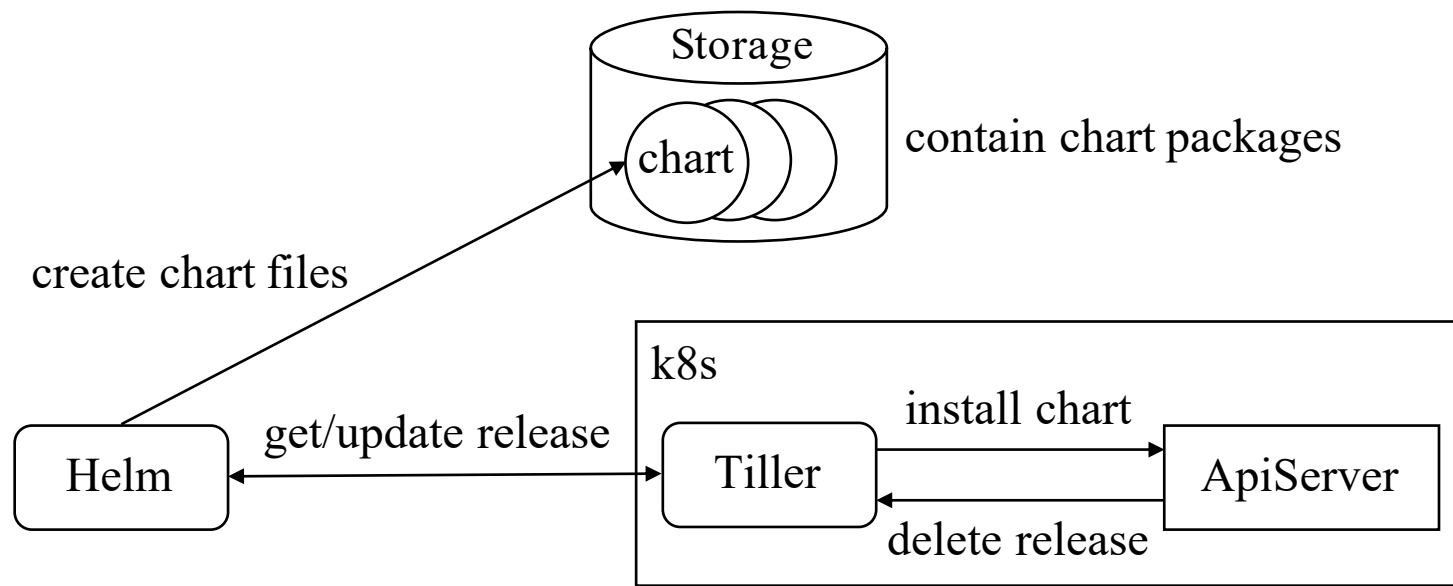 Storage
chart
contain chart packages
create chart files
k8s
get/update release
install chart
Helm
Tiller
ApiServer
delete release